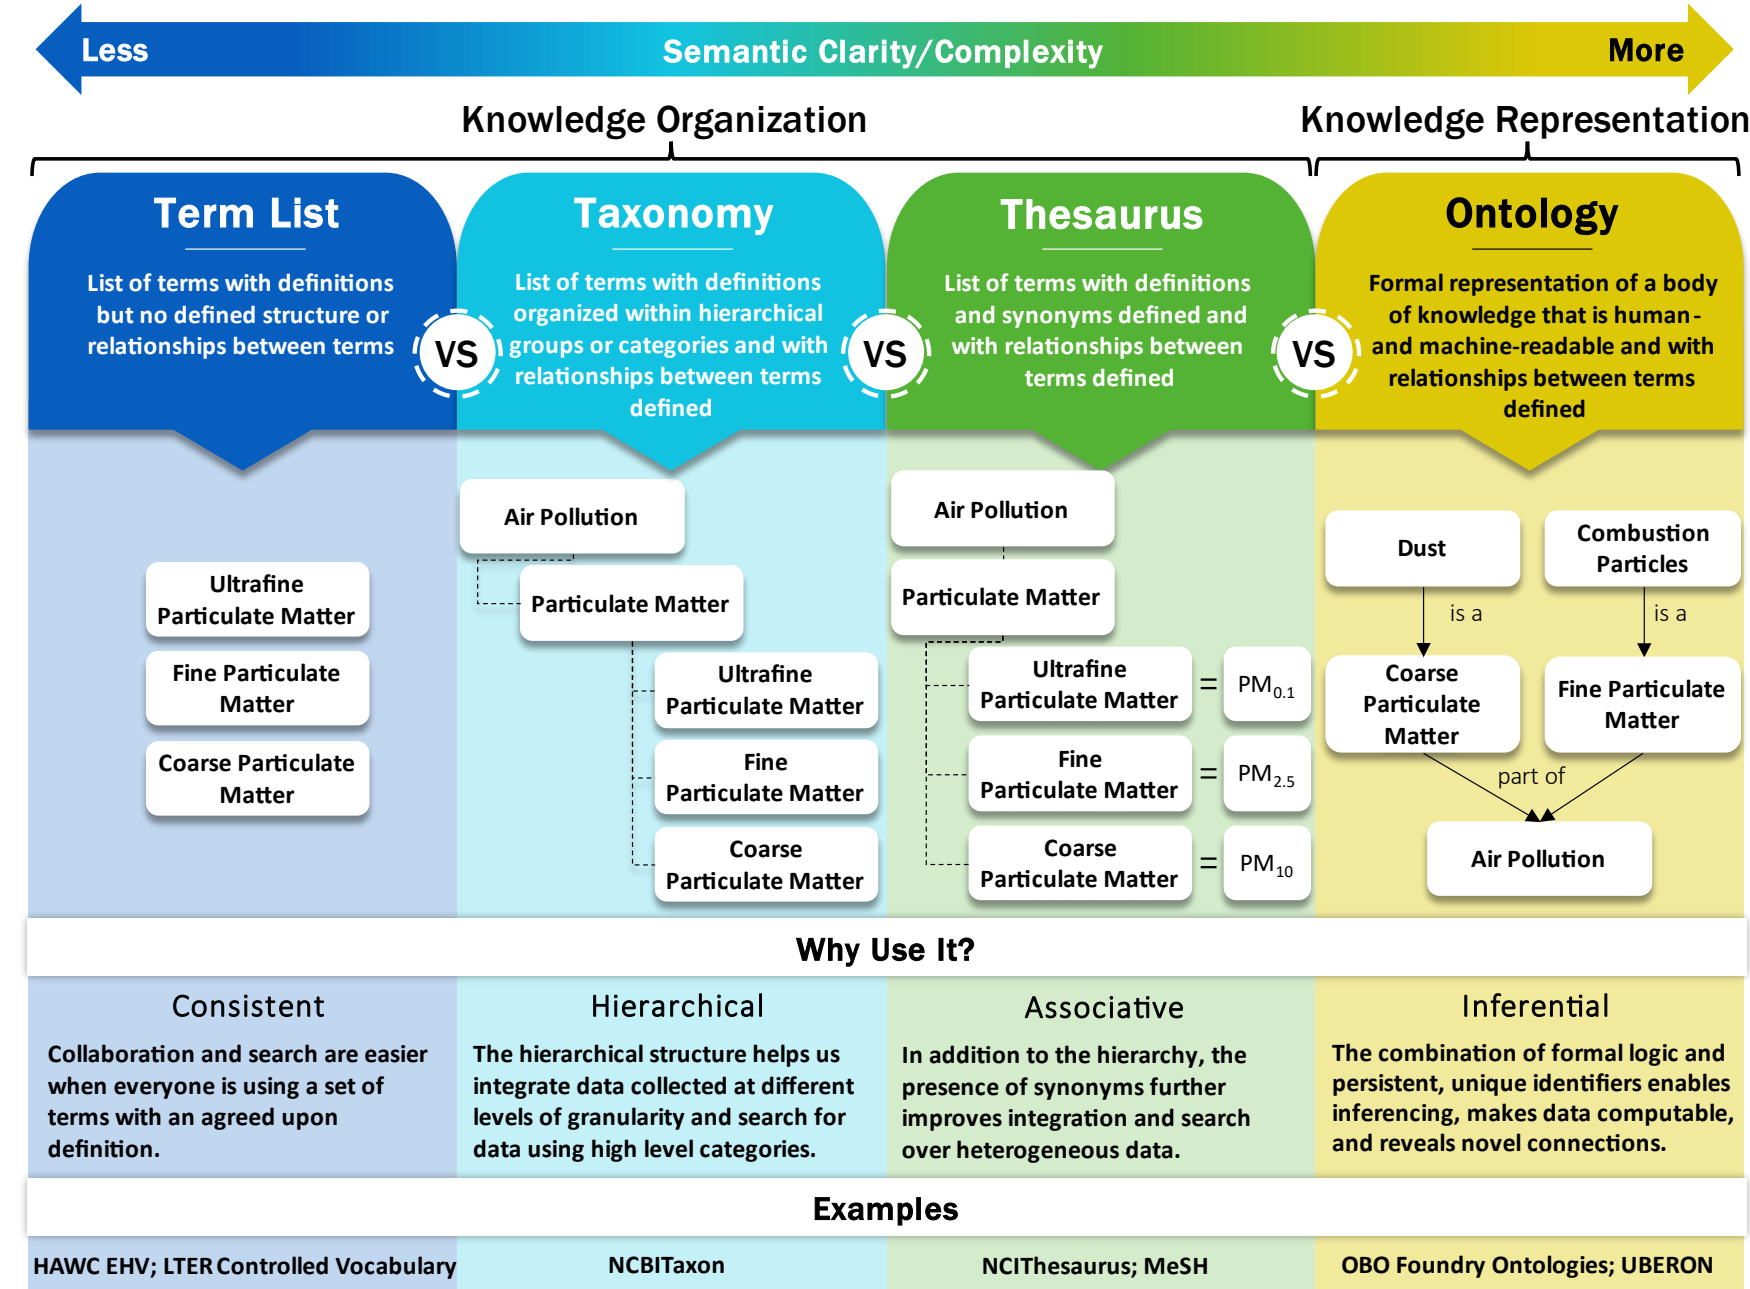 Less
Semantic Clarity/Complexity
More
Knowledge Organization
Knowledge Representation
Term List
List of terms with definitions
but no defined structure or
relationships between terms
VS
Taxonomy
List of terms with definitions
organized within hierarchical
groups or categories and with
relationships between terms
defined
VS
Thesaurus
List of terms with definitions
and synonyms defined and
with relationships between
terms defined
VS
Ontology
Formal representation of a body
of knowledge that is human-
and machine-readable and with
relationships between terms
defined
Ultrafine
Particulate Matter
Fine Particulate
Matter
Coarse Particulate
Matter
Air Pollution
Particulate Matter
Ultrafine
Particulate Matter
Fine
Particulate Matter
Coarse
Particulate Matter
Air Pollution
Particulate Matter
Ultrafine
Particulate Matter
= PM0.1
Fine
Particulate Matter
= PM2.5
Coarse
Particulate Matter
= PM10
Dust
Combustion
Particles
is a
is a
Coarse
Particulate
Matter
Fine Particulate
Matter
part of
Air Pollution
Why Use It?
Consistent
Collaboration and search are easier
when everyone is using a set of
terms with an agreed upon
definition.
Hierarchical
The hierarchical structure helps us
integrate data collected at different
levels of granularity and search for
data using high level categories.
Associative
In addition to the hierarchy, the
presence of synonyms further
improves integration and search
over heterogeneous data.
Inferential
The combination of formal logic and
persistent, unique identifiers enables
inferencing, makes data computable,
and reveals novel connections.
Examples
HAWC EHV; LTER Controlled Vocabulary
NCBITaxon
NCIThesaurus; MeSH
OBO Foundry Ontologies; UBERON